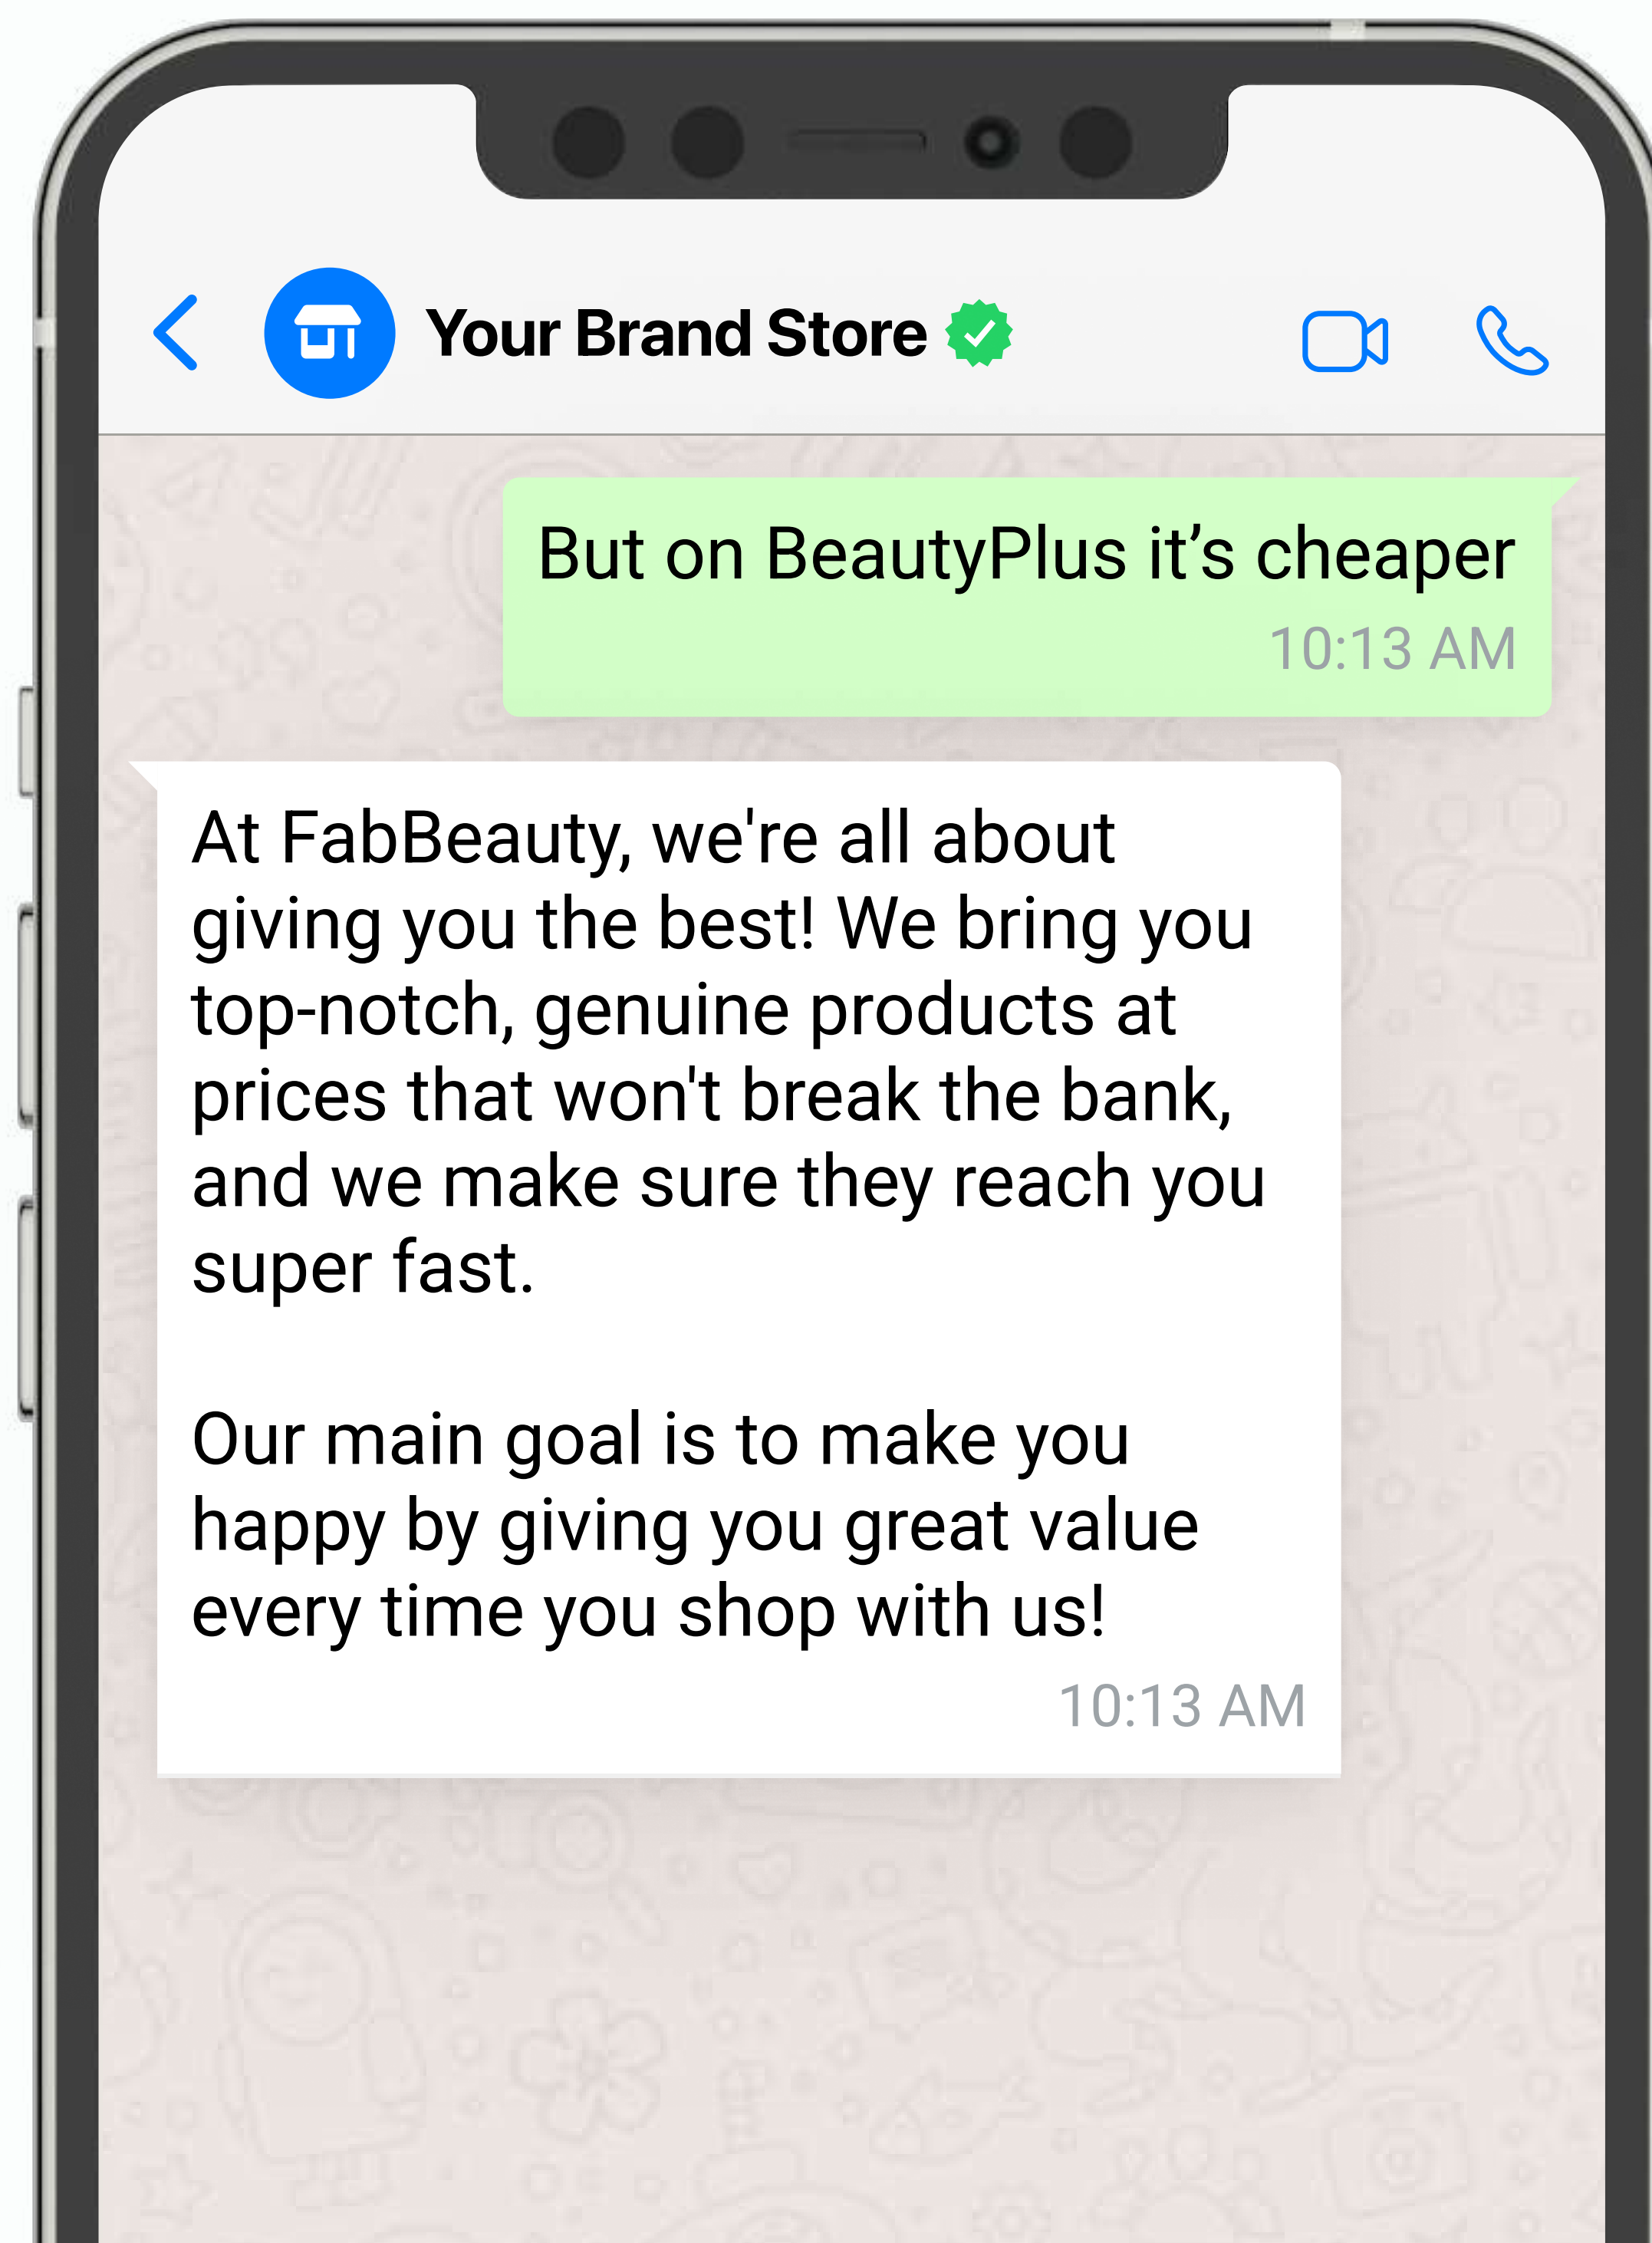 Your Brand Store
But on BeautyPlus it’s cheaper
10:13 AM
At FabBeauty, we're all about
giving you the best! We bring you
top-notch, genuine products at
prices that won't break the bank,
and we make sure they reach you
super fast.
Our main goal is to make you
happy by giving you great value
every time you shop with us!
10:13 AM